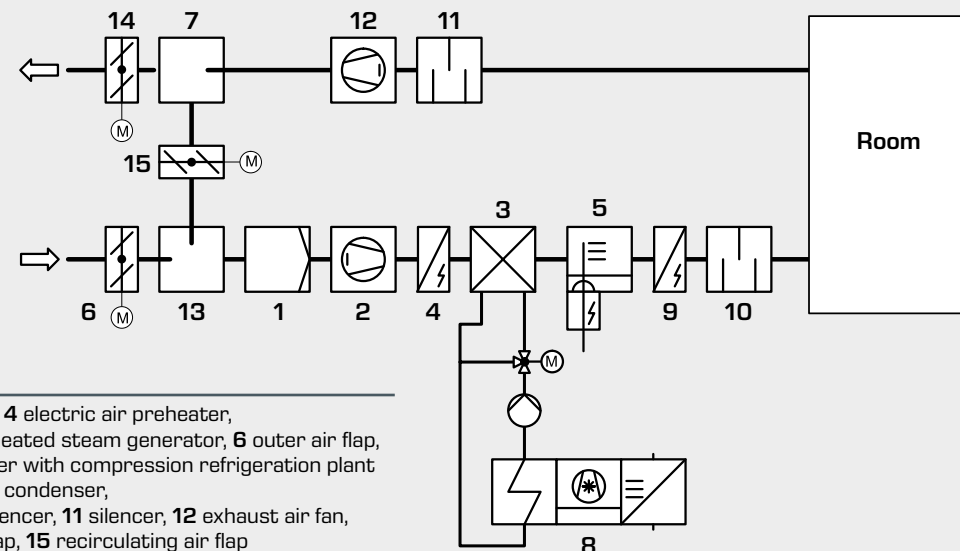 14 7 12 11
M
Room
15 M
3 5
6 M 13 1 2 4 9 10
M
4 electric air preheater,
eated steam generator, 6 outer air flap,
er with compression refrigeration plant
condenser,
encer, 11 silencer, 12 exhaust air fan,
ap, 15 recirculating air flap
8